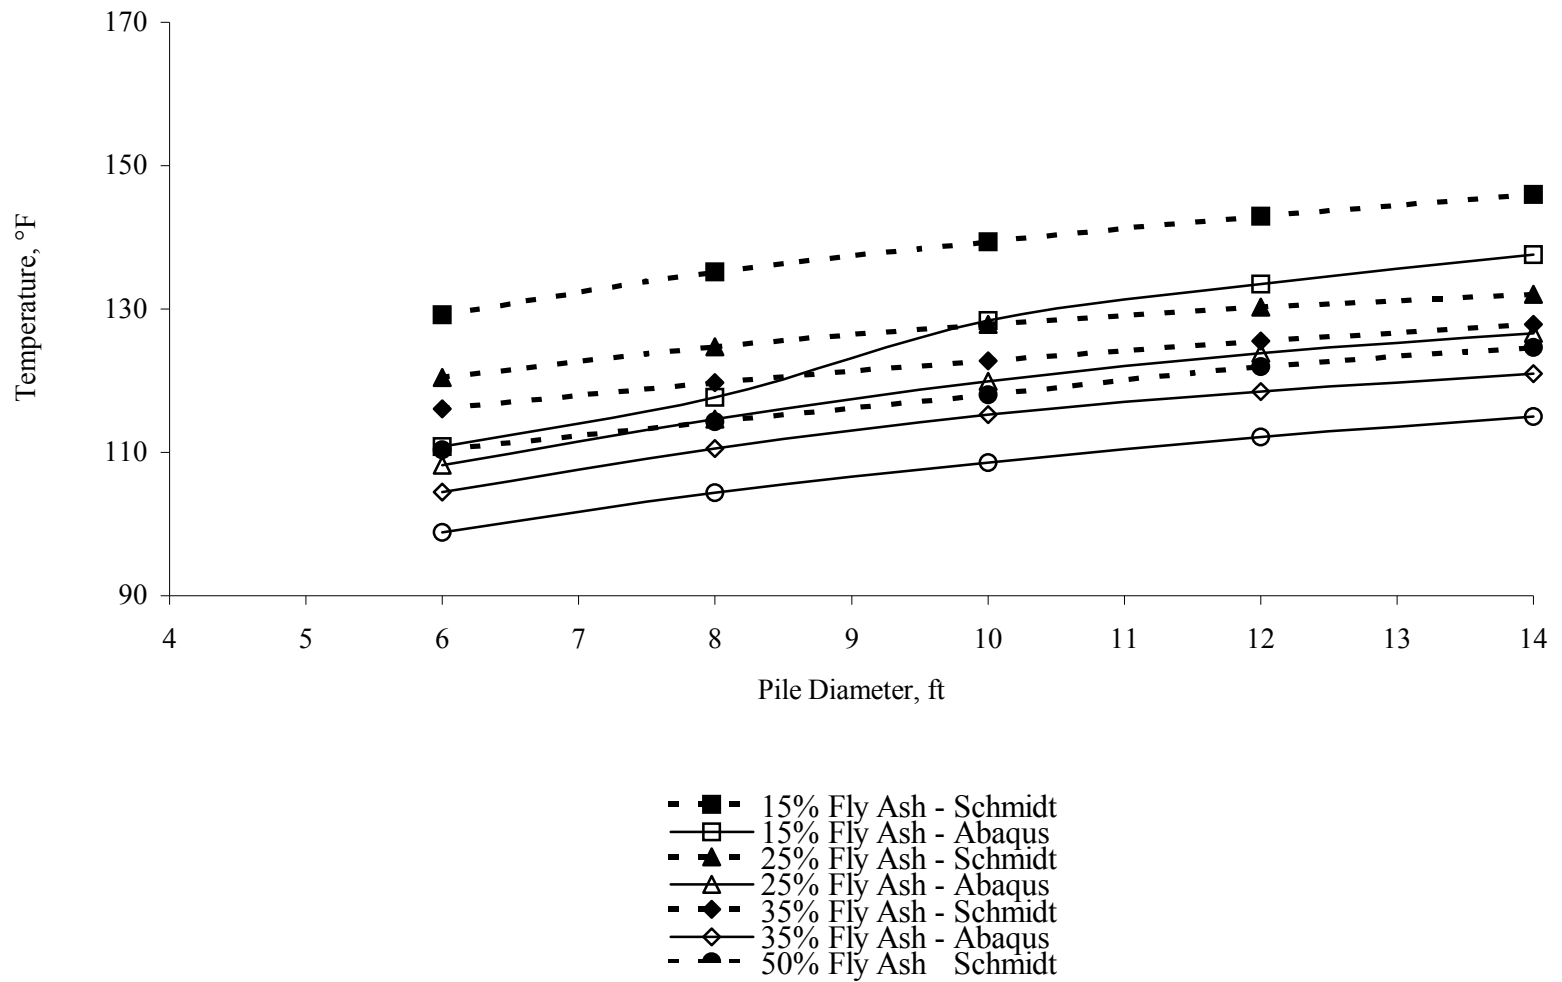 170
150
130
110
90
Temperature, °F
4 5 6 7 8 9 10 11 12 13 14
Pile Diameter, ft
15% Fly Ash - Schmidt
15% Fly Ash - Abaqus
25% Fly Ash - Schmidt
25% Fly Ash - Abaqus
35% Fly Ash - Schmidt
35% Fly Ash - Abaqus
50% Fly Ash Schmidt